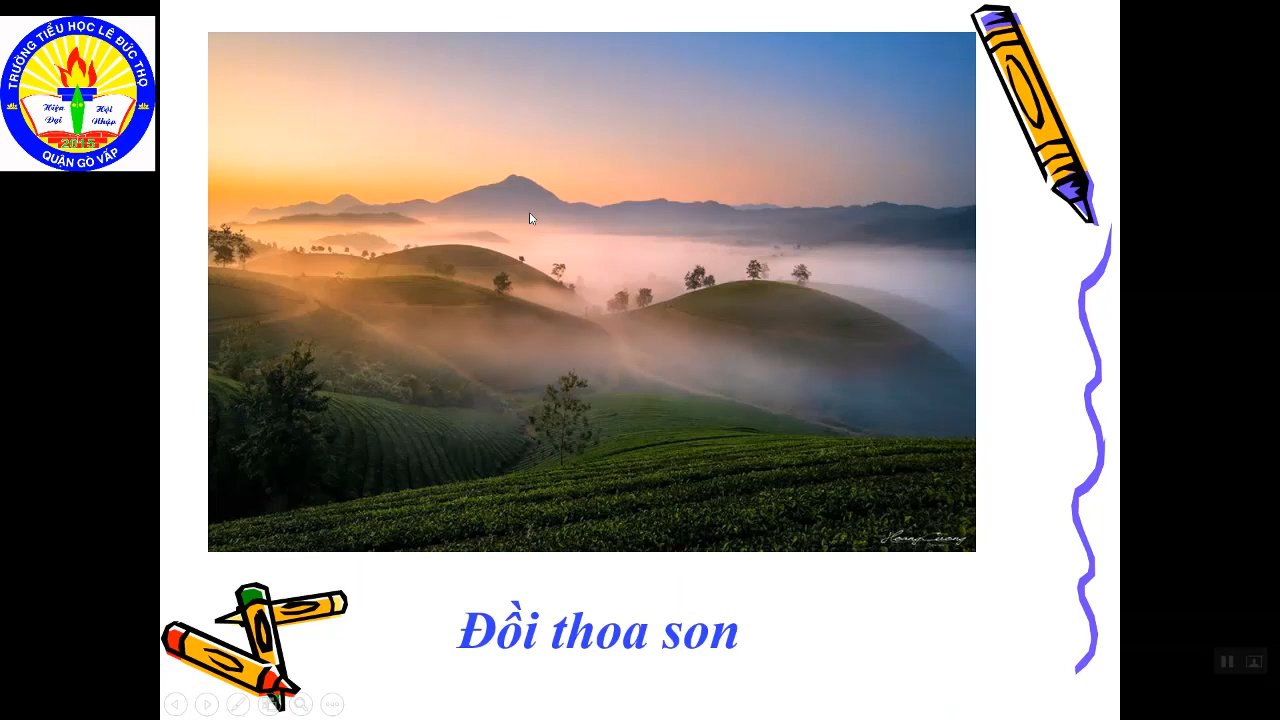 TRƯỜNG TIỂU HỌC LÊ ĐỨC THỌ
Hiện Đại
Hội Nhập
2015
QUẬN GÒ VẤP
Đồi thoa son